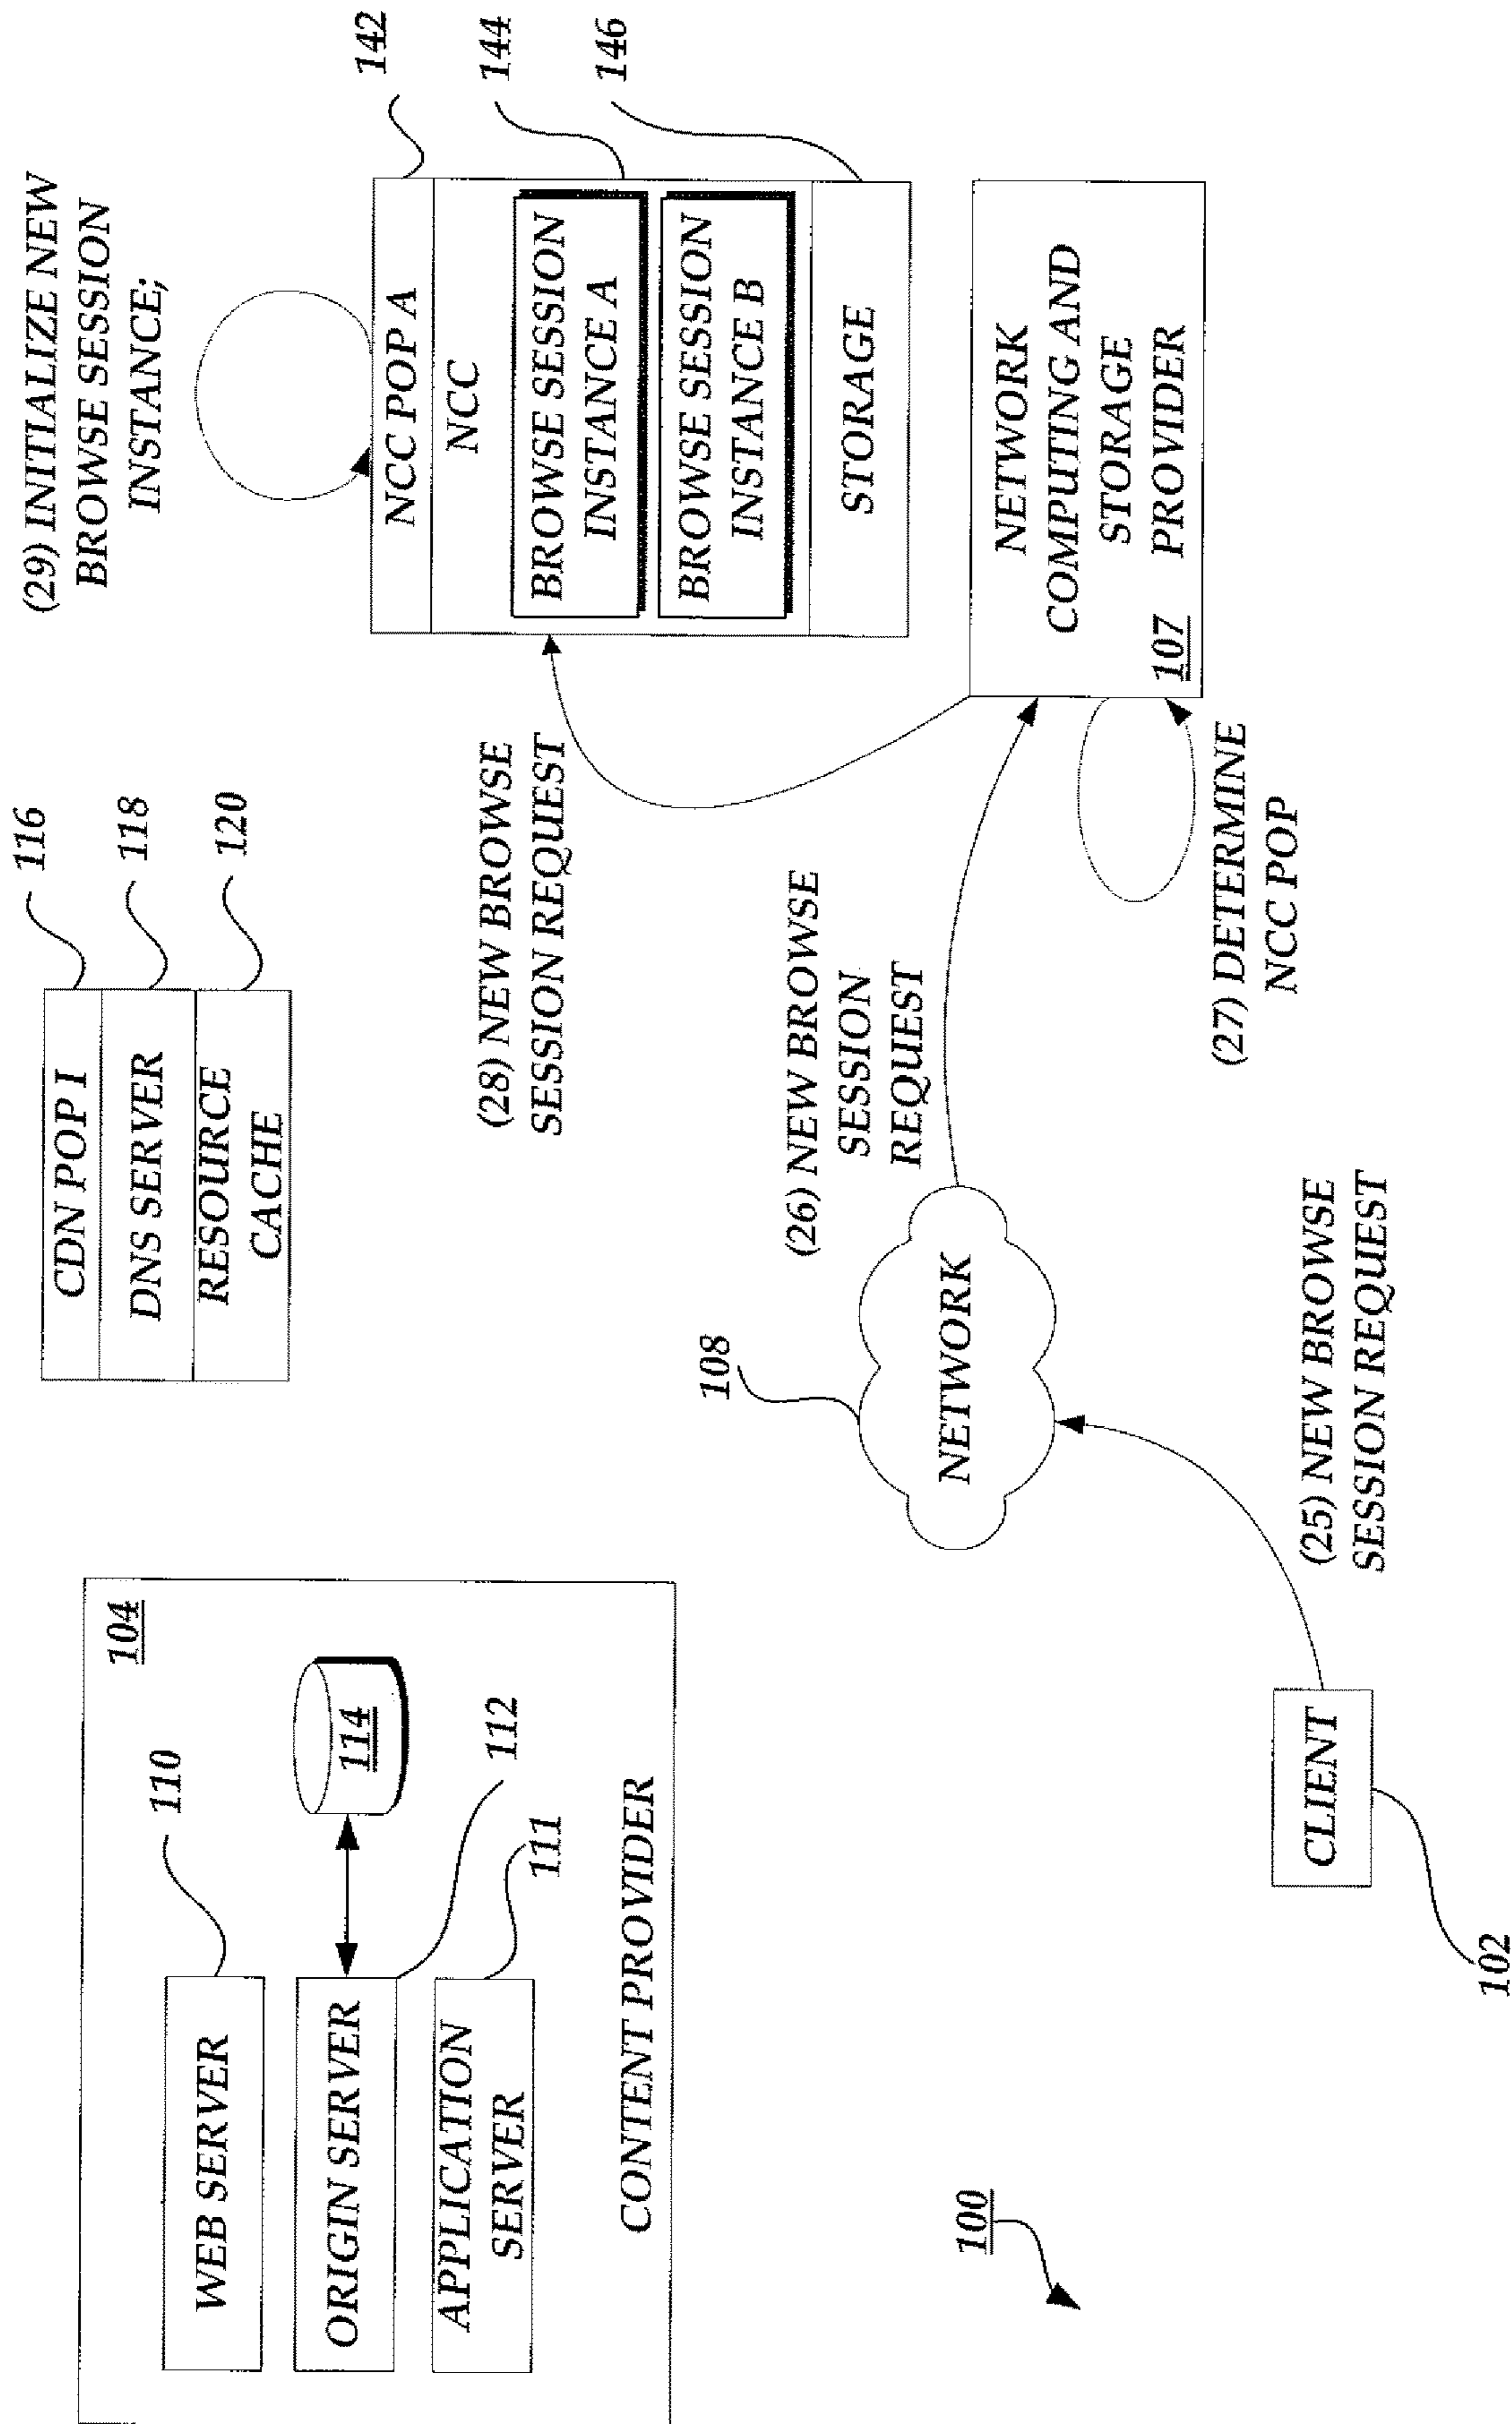 104
WEB SERVER
110
ORIGIN SERVER
114
112
APPLICATION
SERVER
111
CONTENT PROVIDER
CDN POP I
DNS SERVER
RESOURCE
CACHE
116
118
120
(29) INITIALIZE NEW
BROWSE SESSION
INSTANCE;
NCC POP A
NCC
BROWSE SESSION
INSTANCE A
BROWSE SESSION
INSTANCE B
STORAGE
142
144
146
(28) NEW BROWSE
SESSION REQUEST
NETWORK
COMPUTING AND
STORAGE
PROVIDER
107
(27) DETERMINE
NCC POP
(26) NEW BROWSE
SESSION
REQUEST
108
NETWORK
(25) NEW BROWSE
SESSION REQUEST
CLIENT
102
100